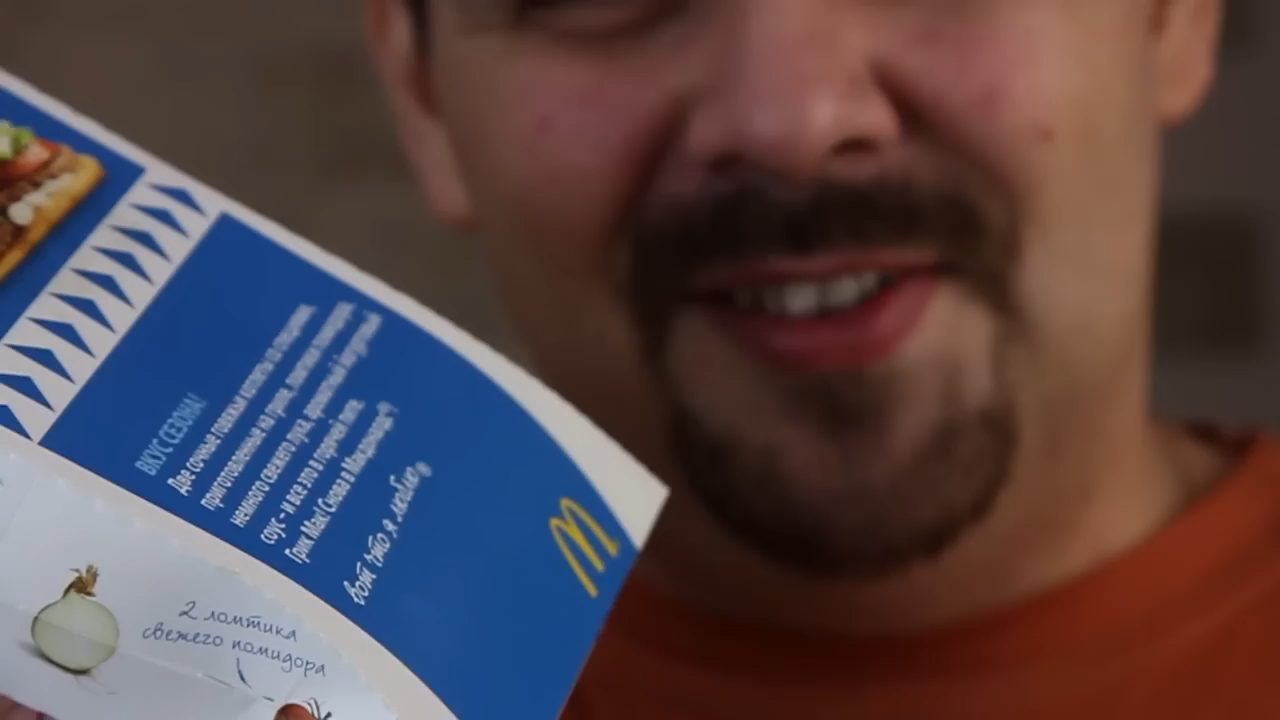 ВКУС СЕЗОНА!
Две сочные говяжьи котлеты со специями,
приготовленные на гриле, ломтики помидора,
немного свежего лука, ароматный йогуртовый
соус - и все это в горячей пите.
Грик Мак! Снова в Макдоналдс®!
вот что я люблю®
2 ломтика
свежего помидора